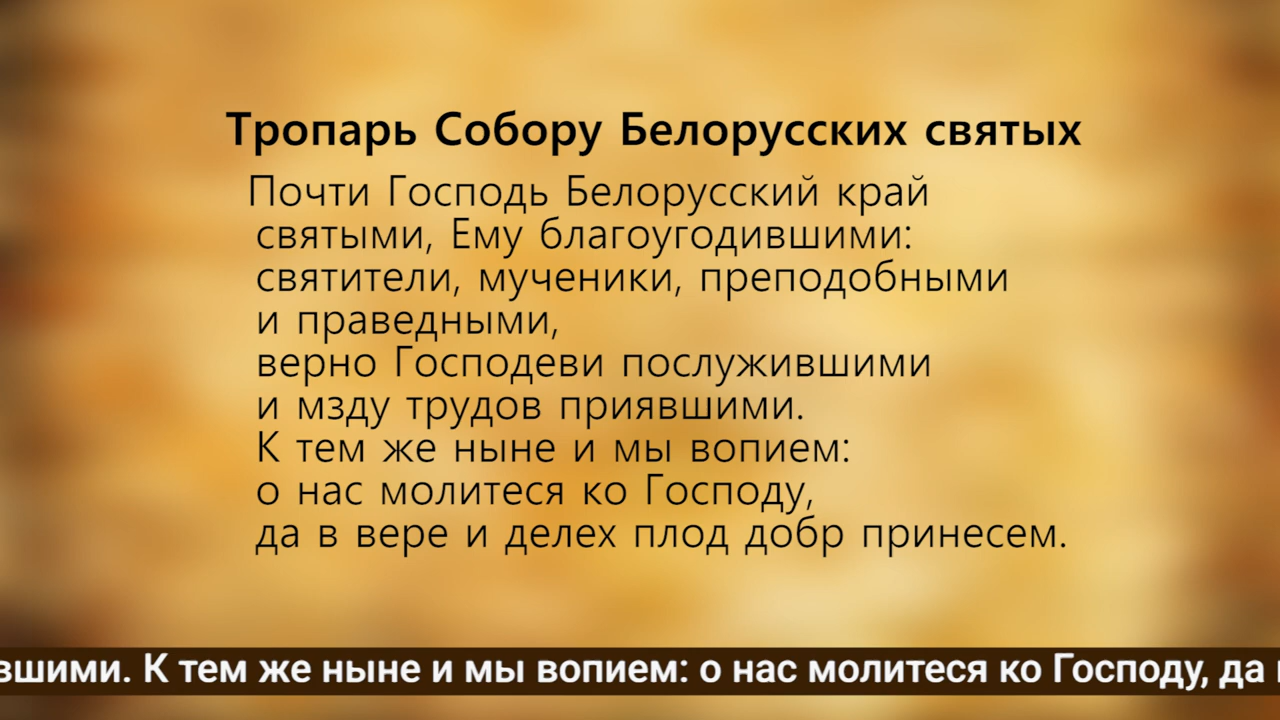 Тропарь Собору Белорусских святых
Почти Господь Белорусский край
святыми, Ему благоугодившими:
святители, мученики, преподобными
и праведными,
верно Господеви послужившими
и мзду трудов приявшими.
К тем же ныне и мы вопием:
о нас молитеся ко Господу,
да в вере и делех плод добр принесем.
вшими. К тем же ныне и мы вопием: о нас молитеся ко Господу, да